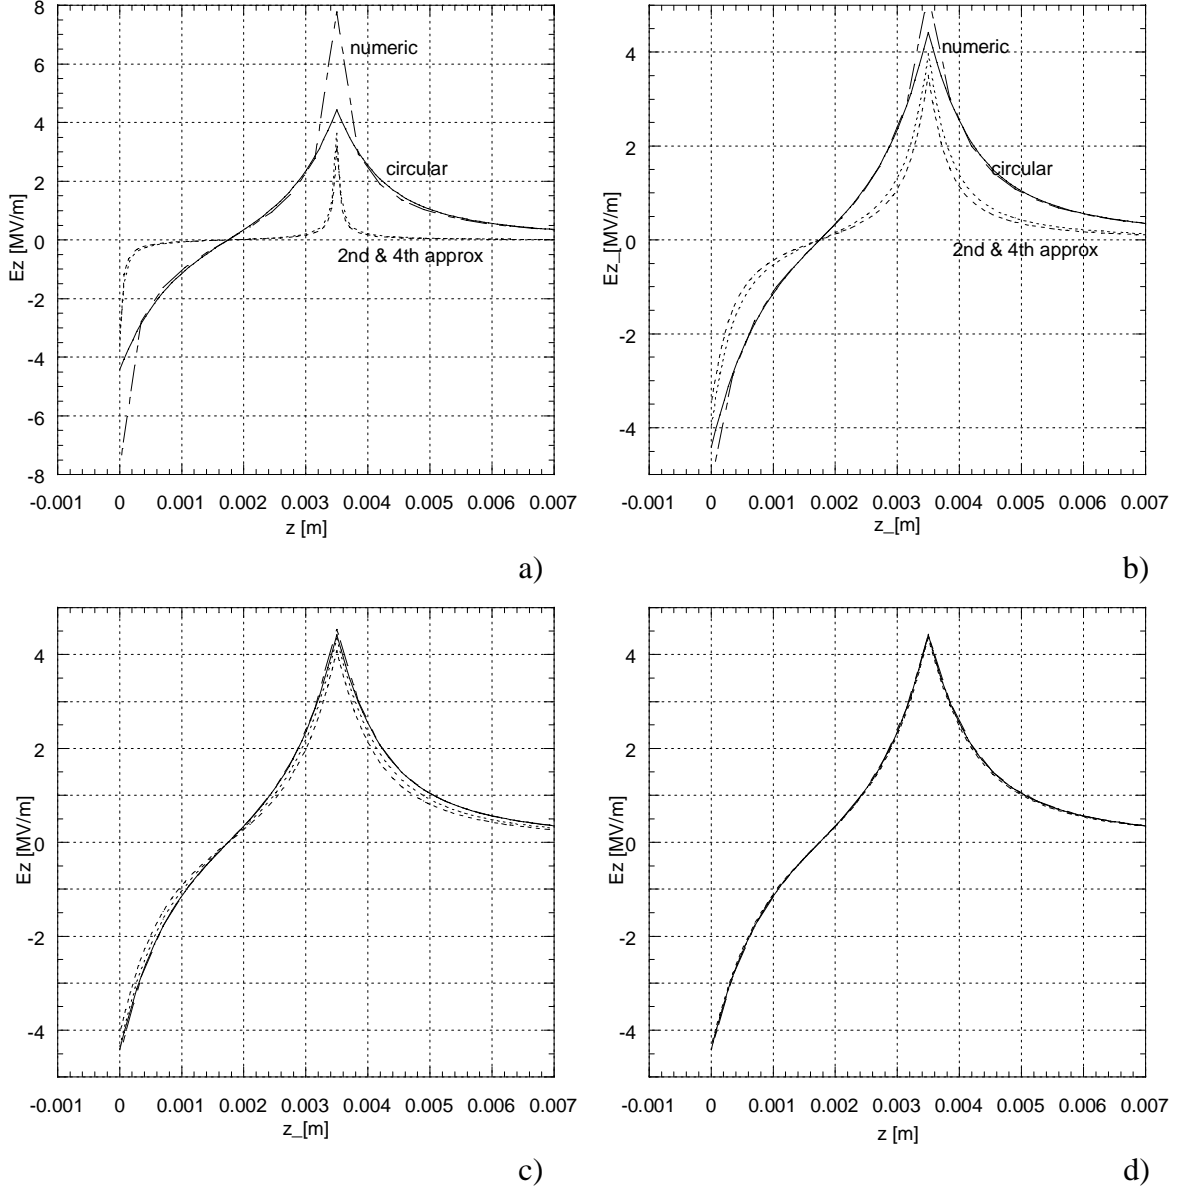 8
6
4
2
0
-2
-4
-6
-8
Ez [MV/m]
numeric
circular
2nd & 4th approx
-0.001 0 0.001 0.002 0.003 0.004 0.005 0.006 0.007
z [m]
a)
4
2
0
-2
-4
Ez_[MV/m]
numeric
circular
2nd & 4th approx
-0.001 0 0.001 0.002 0.003 0.004 0.005 0.006 0.007
z_[m]
b)
4
2
0
-2
-4
Ez [MV/m]
-0.001 0 0.001 0.002 0.003 0.004 0.005 0.006 0.007
z_[m]
c)
4
2
0
-2
-4
Ez [MV/m]
-0.001 0 0.001 0.002 0.003 0.004 0.005 0.006 0.007
z [m]
d)